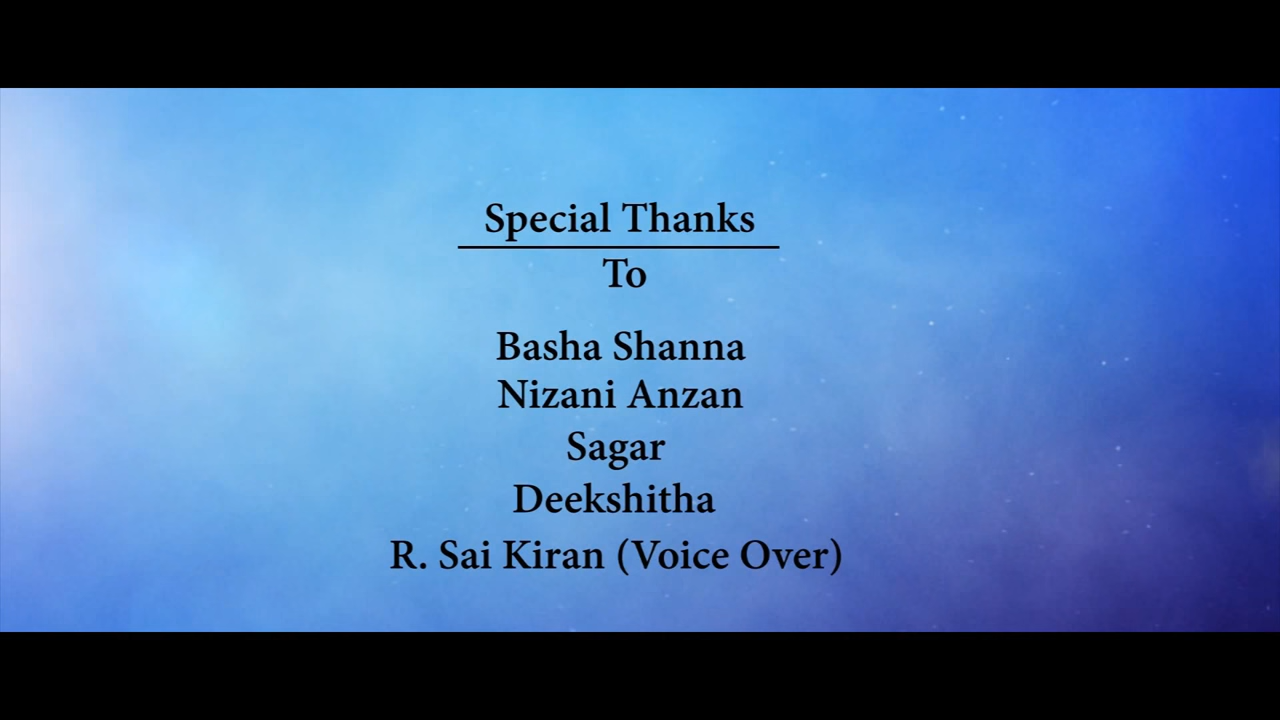 Special Thanks
To
Basha Shanna
Nizani Anzan
Sagar
Deekshitha
R. Sai Kiran (Voice Over)